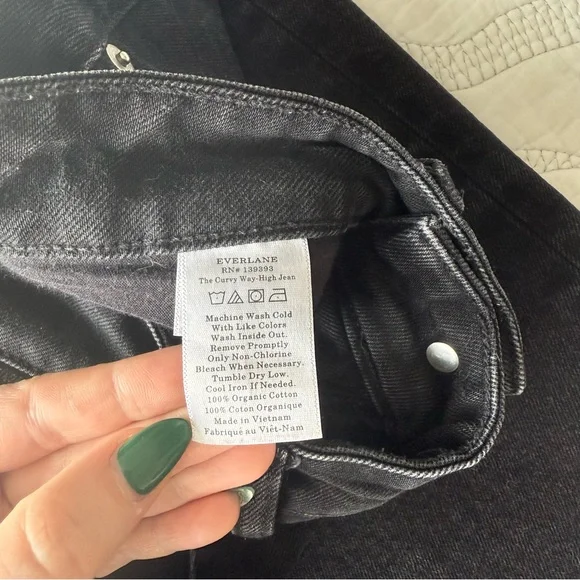 EVERLANE
RN# 139393
The Curvy Way-High Jean
Machine Wash Cold
With Like Colors
Wash Inside Out.
Remove Promptly
Only Non-Chlorine
Bleach When Necessary.
Tumble Dry Low.
Cool Iron If Needed.
100% Organic Cotton
100% Coton Organique
Made in Vietnam
Fabriqué au Viêt-Nam